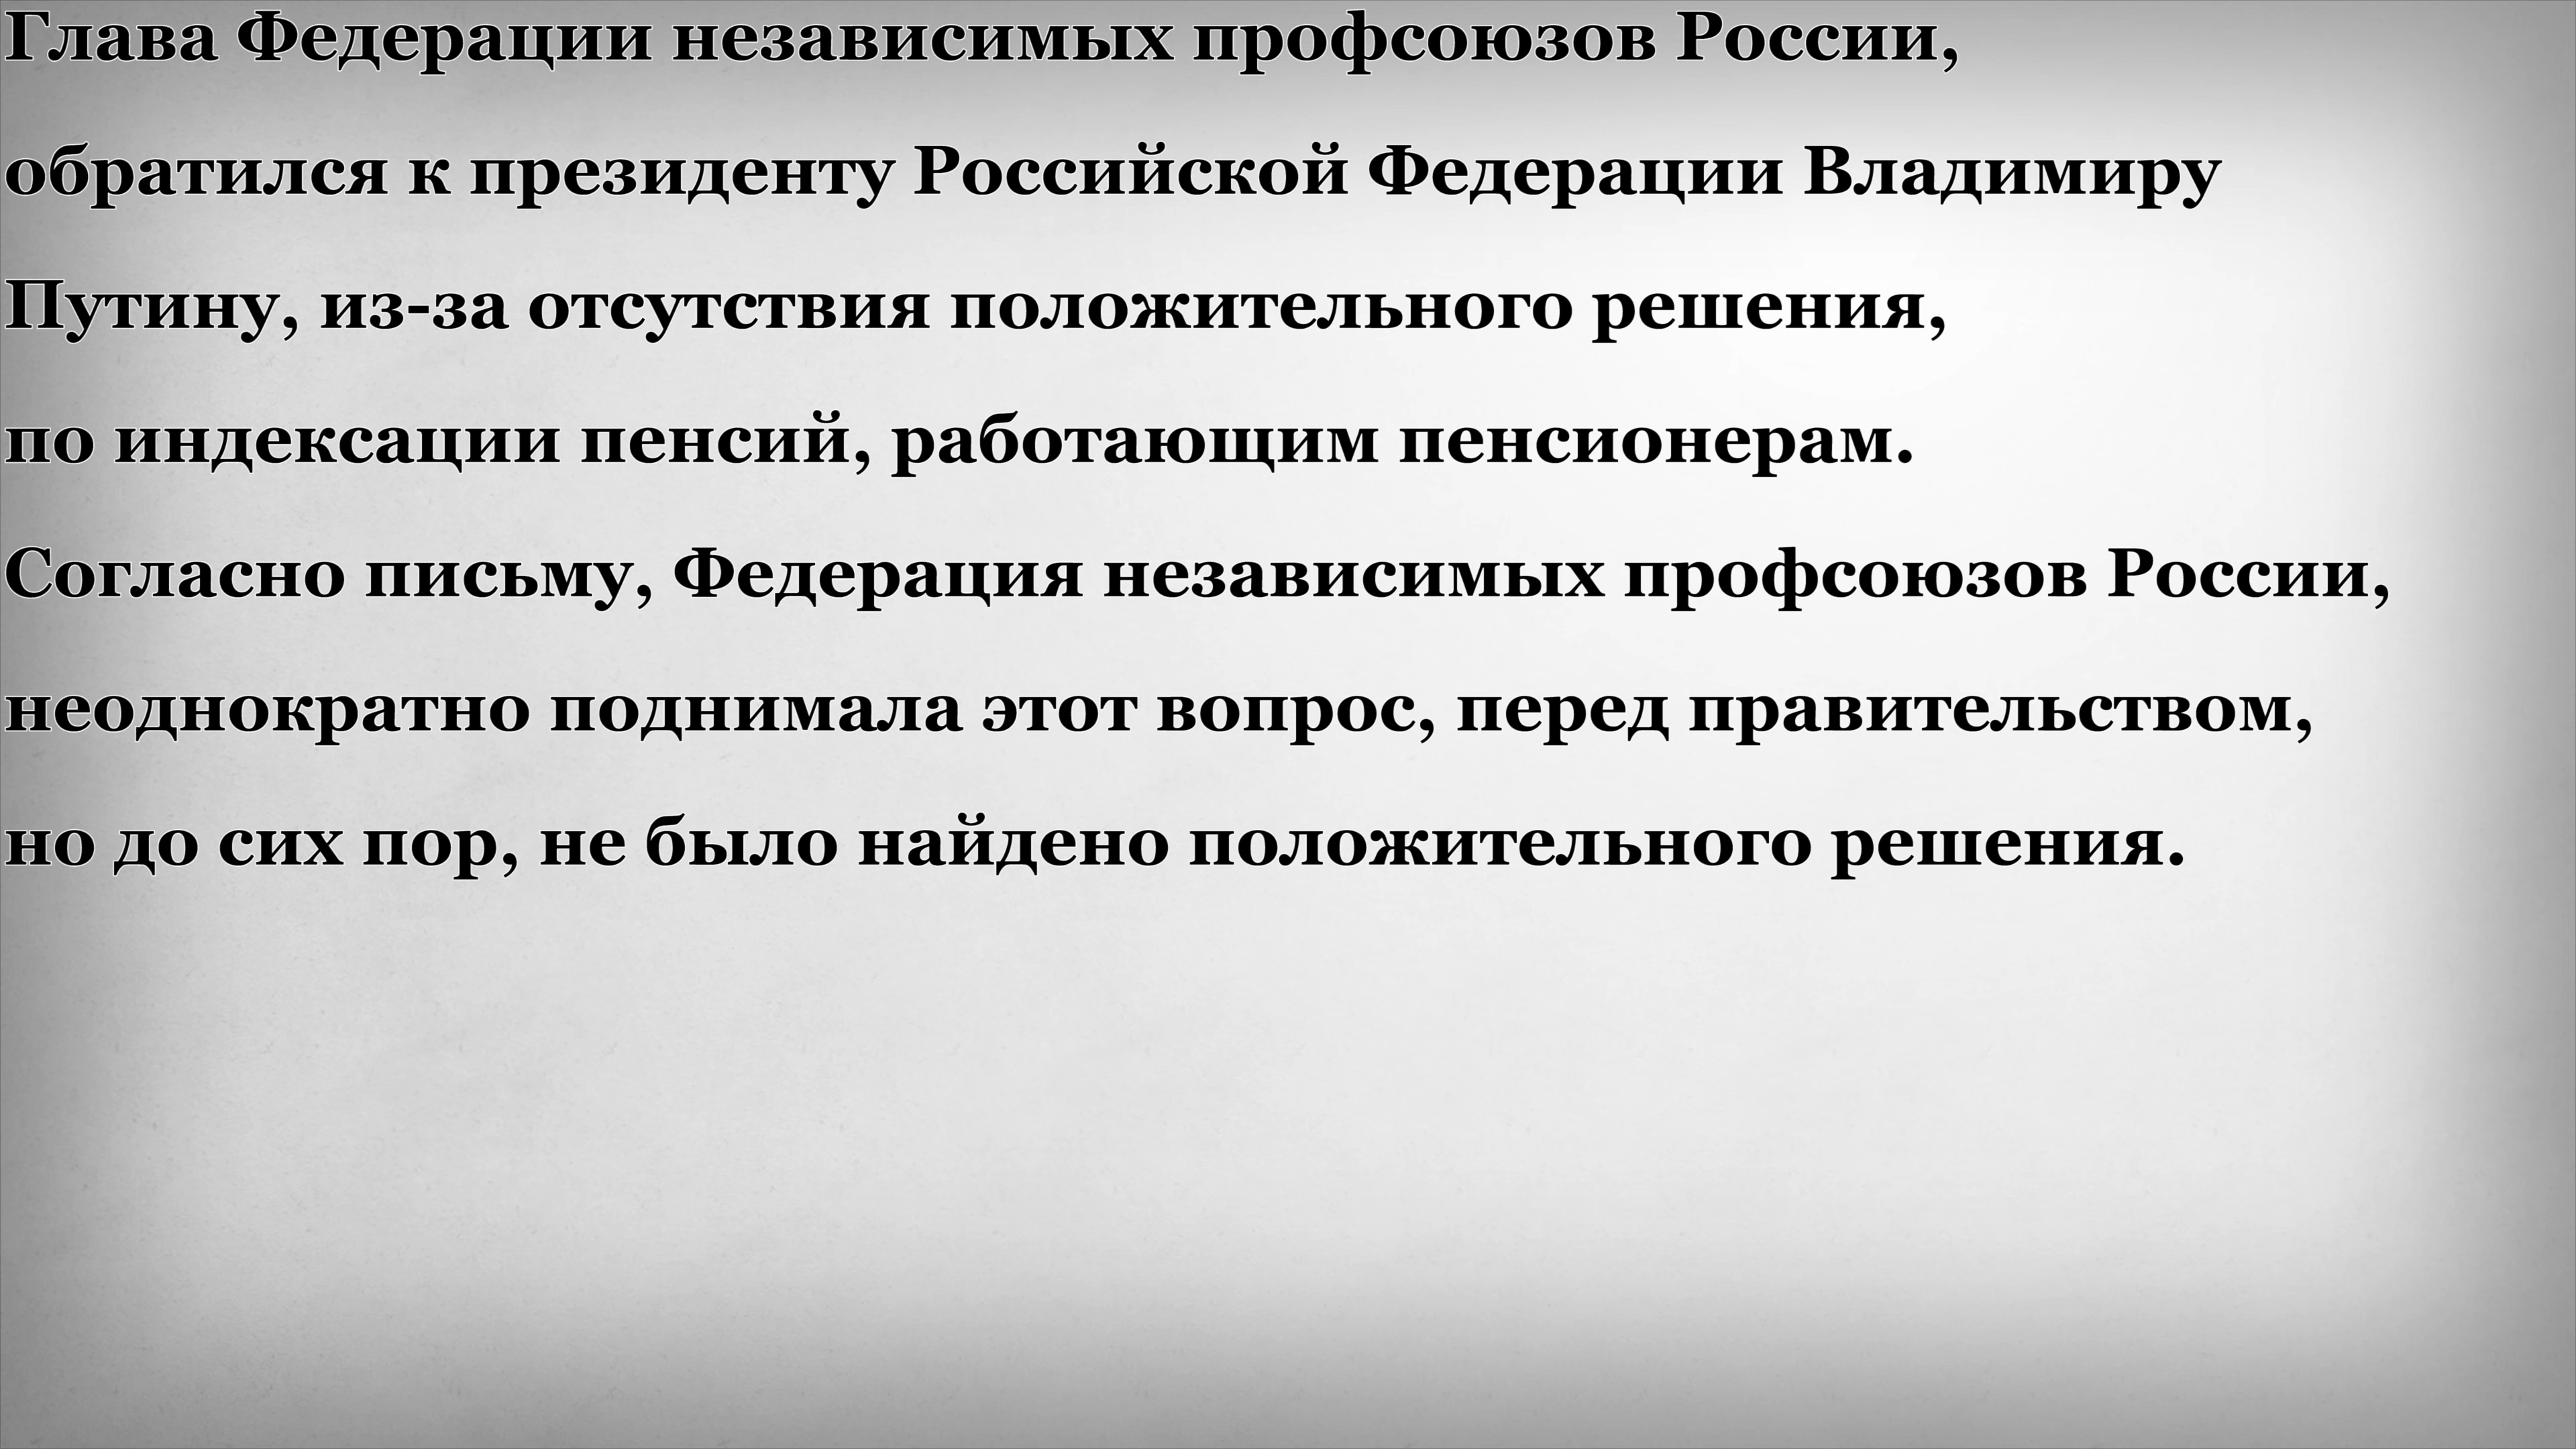 Глава Федерации независимых профсоюзов России,
обратился к президенту Российской Федерации Владимиру
Путину, из-за отсутствия положительного решения,
по индексации пенсий, работающим пенсионерам.
Согласно письму, Федерация независимых профсоюзов России,
неоднократно поднимала этот вопрос, перед правительством,
но до сих пор, не было найдено положительного решения.